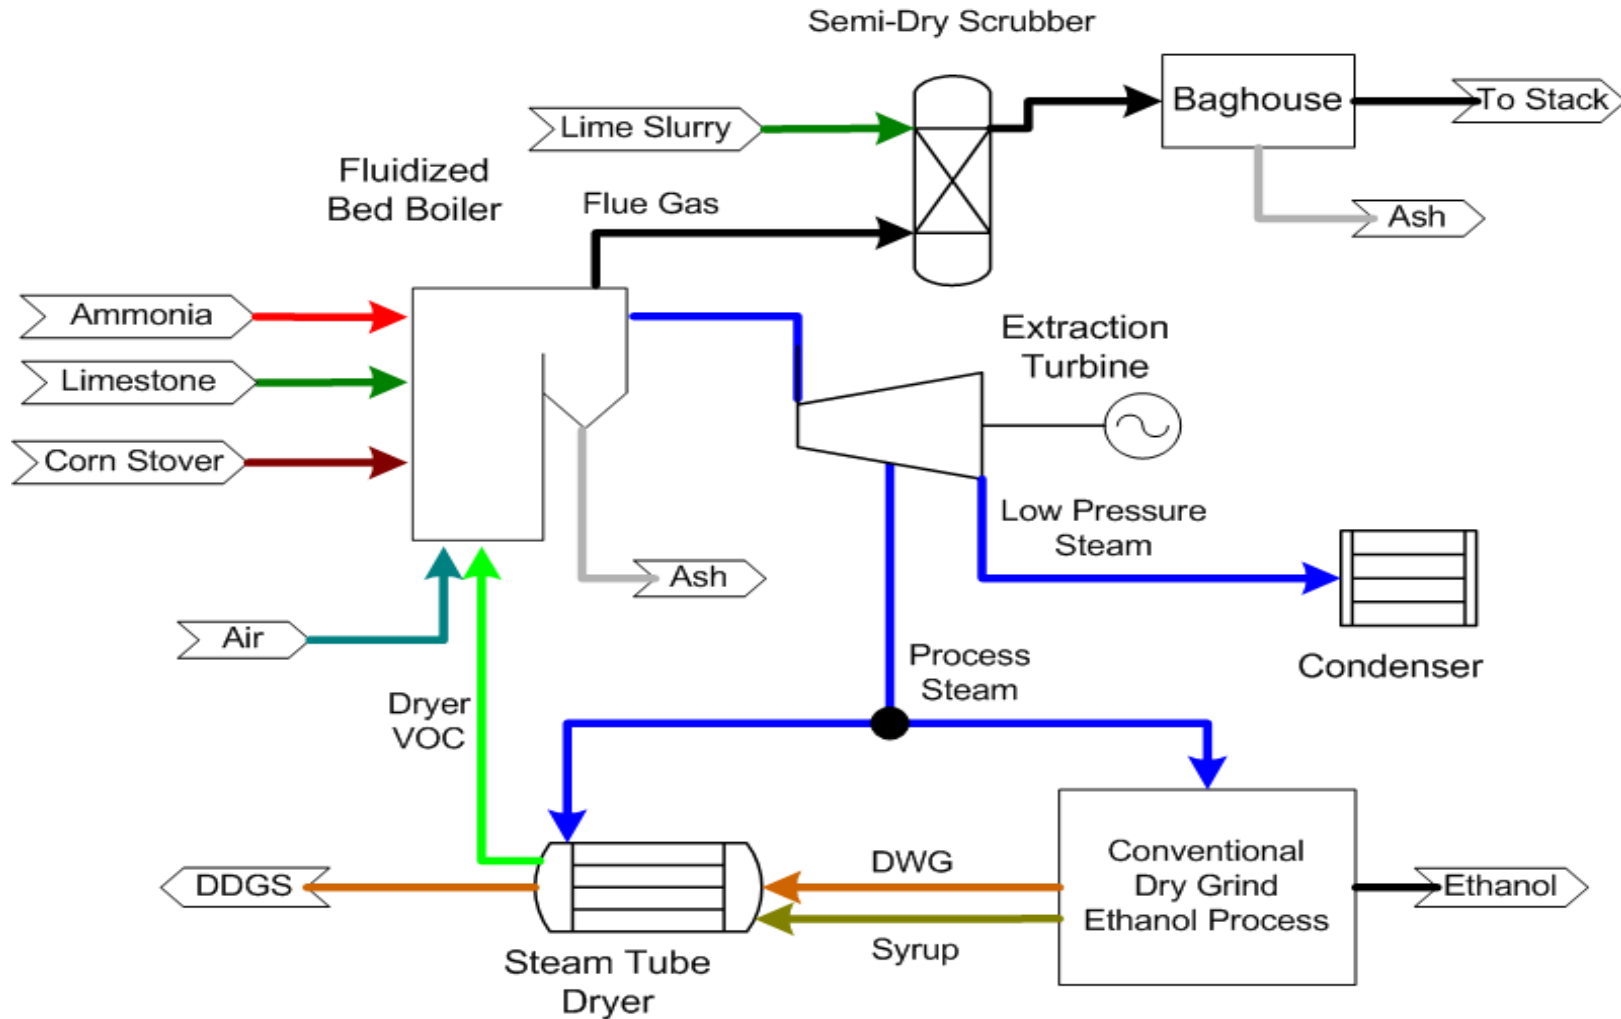 Semi-Dry Scrubber
Baghouse
To Stack
Lime Slurry
Fluidized
Bed Boiler
Flue Gas
Ash
Ammonia
Extraction
Turbine
Limestone
Corn Stover
Low Pressure
Steam
Ash
Air
Process
Steam
Condenser
Dryer
VOC
DDGS
DWG
Conventional
Dry Grind
Ethanol Process
Ethanol
Syrup
Steam Tube
Dryer